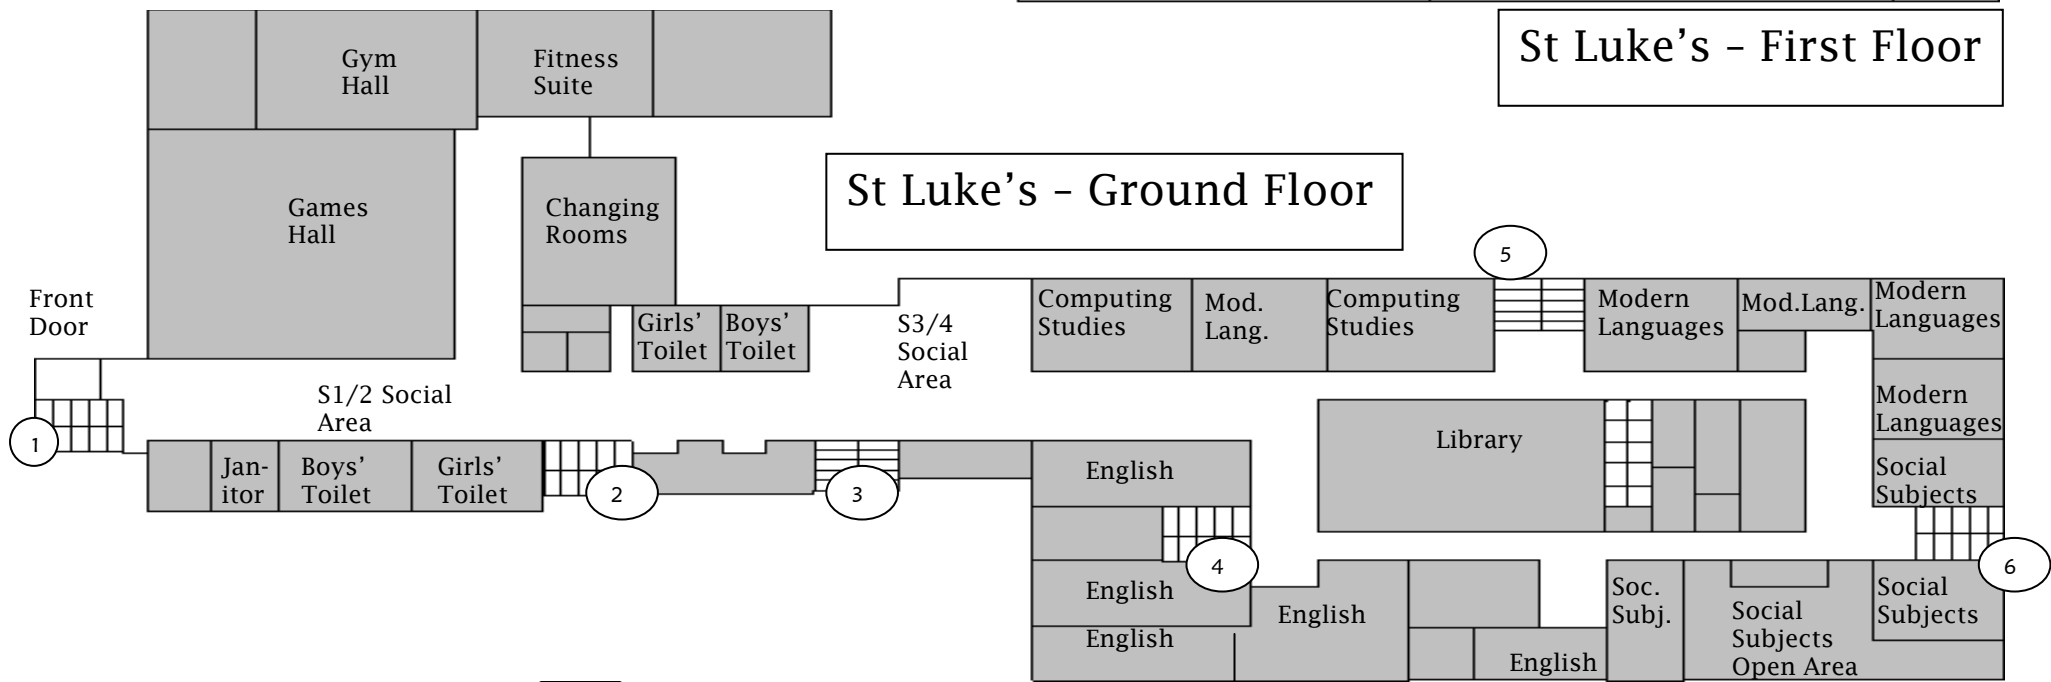 St Luke's – First Floor
Gym
Hall
Fitness
Suite
St Luke's – Ground Floor
Games
Hall
Changing
Rooms
5
Front
Door
Girls'
Toilet
Boys'
Toilet
S3/4
Social
Area
Computing
Studies
Mod.
Lang.
Computing
Studies
Modern
Languages
Mod.Lang.
Modern
Languages
S1/2 Social
Area
Modern
Languages
1
Jan-
itor
Boys'
Toilet
Girls'
Toilet
2
3
English
Library
Social
Subjects
4
6
English
English
English
English
Soc.
Subj.
Social
Subjects
Open Area
Social
Subjects